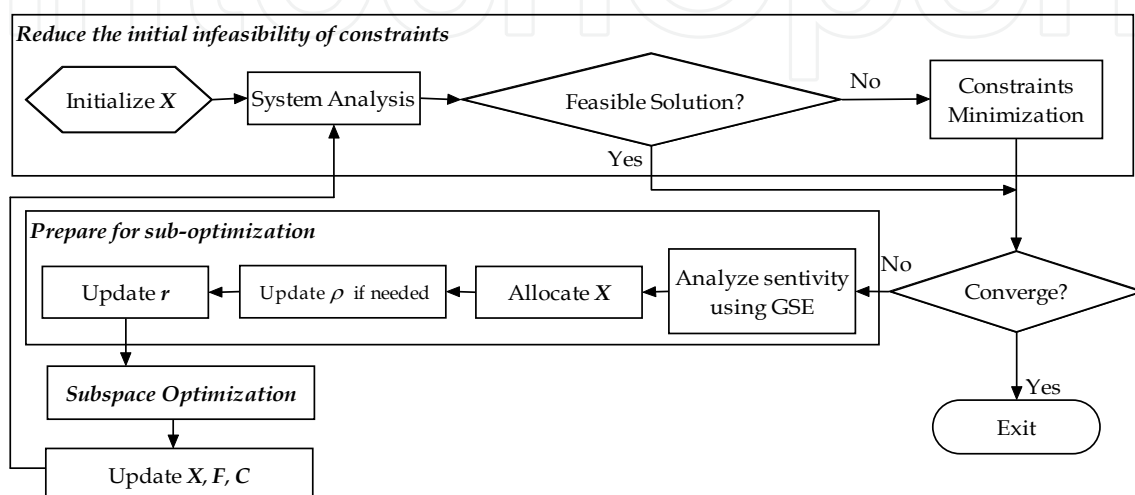 Reduce the initial infeasibility of constraints
Initialize X
System Analysis
Feasible Solution?
No
Constraints
Minimization
Yes
Prepare for sub-optimization
Update r
Update ρ if needed
Allocate X
Analyze sentivity
using GSE
No
Converge?
Subspace Optimization
Yes
Update X, F, C
Exit